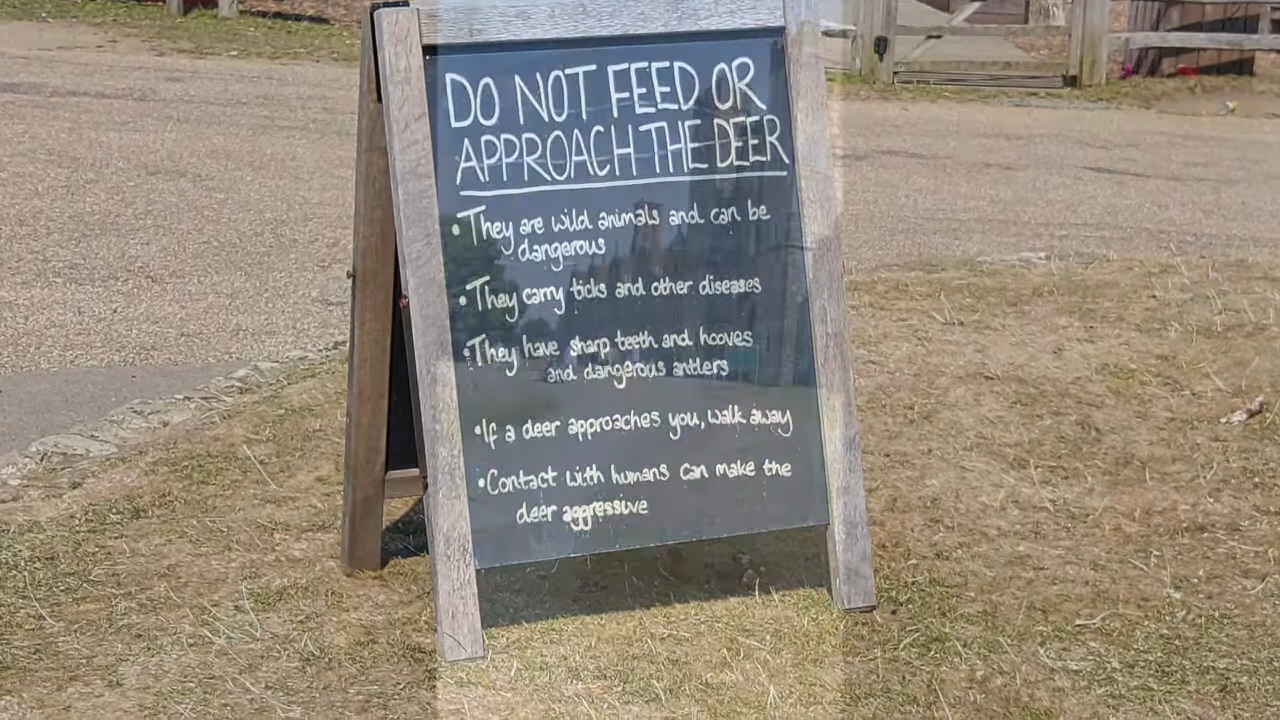 DO NOT FEED OR
APPROACH THE DEER
•They are wild animals and can be
dangerous
•They carry ticks and other diseases
•They have sharp teeth and hooves
and dangerous antlers
•If a deer approaches you, walk away
•Contact with humans can make the
deer aggressive